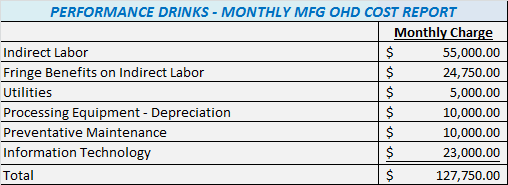 PERFORMANCE DRINKS - MONTHLY MFG OHD COST REPORT
Monthly Charge
Indirect Labor $ 55,000.00
Fringe Benefits on Indirect Labor $ 24,750.00
Utilities $ 5,000.00
Processing Equipment - Depreciation $ 10,000.00
Preventative Maintenance $ 10,000.00
Information Technology $ 23,000.00
Total $ 127,750.00